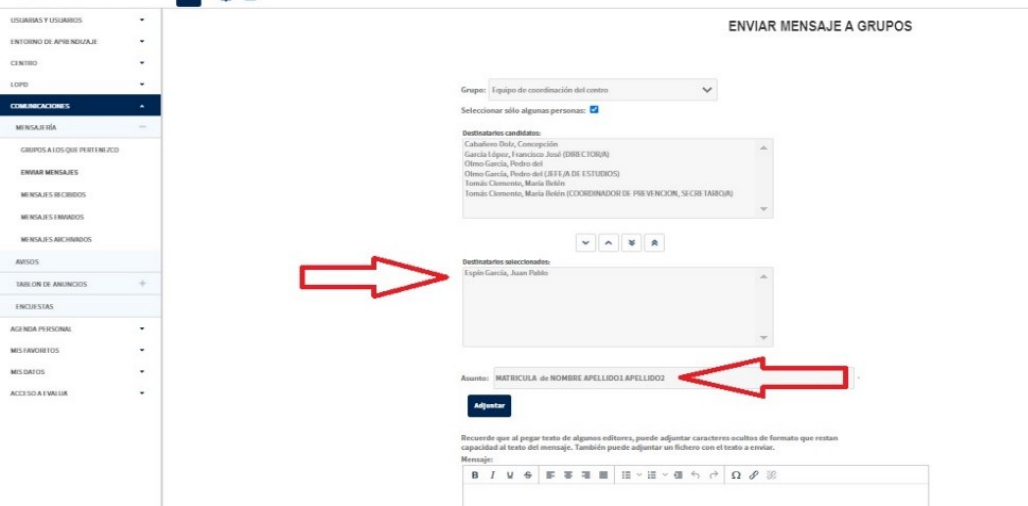 USUARIAS Y USUARIOS
ENTORNO DE APRENDIZAJE
CENTRO
LOPD
COMUNICACIONES
MENSAJERÍA
GRUPOS A LOS QUE PERTENEZCO
ENVIAR MENSAJES
MENSAJES RECIBIDOS
MENSAJES ENVIADOS
MENSAJES ARCHIVADOS
AVISOS
TABLON DE ANUNCIOS
ENCUESTAS
AGENDA PERSONAL
MIS FAVORITOS
MIS DATOS
ACCESO A EVALUA
ENVIAR MENSAJE A GRUPOS
Grupo: Equipo de coordinación del centro
Seleccionar sólo algunas personas:
Destinatarios candidatos:
Cabañero Dolz, Concepción
García López, Francisco José (DIRECTOR/A)
Olmo García, Pedro del
Olmo García, Pedro del (JEFE/A DE ESTUDIOS)
Tomás Clemente, María Belén
Tomás Clemente, María Belén (COORDINADOR DE PREVENCION, SECRETARIO/A)
Destinatarios seleccionados:
Espín García, Juan Pablo
Asunto: MATRICULA de NOMBRE APELLIDO1 APELLIDO2
Adjuntar
Recuerde que al pegar texto de algunos editores, puede adjuntar caracteres ocultos de formato que restan
capacidad al texto del mensaje. También puede adjuntar un fichero con el texto a enviar.
Mensaje:
B I U S Ω